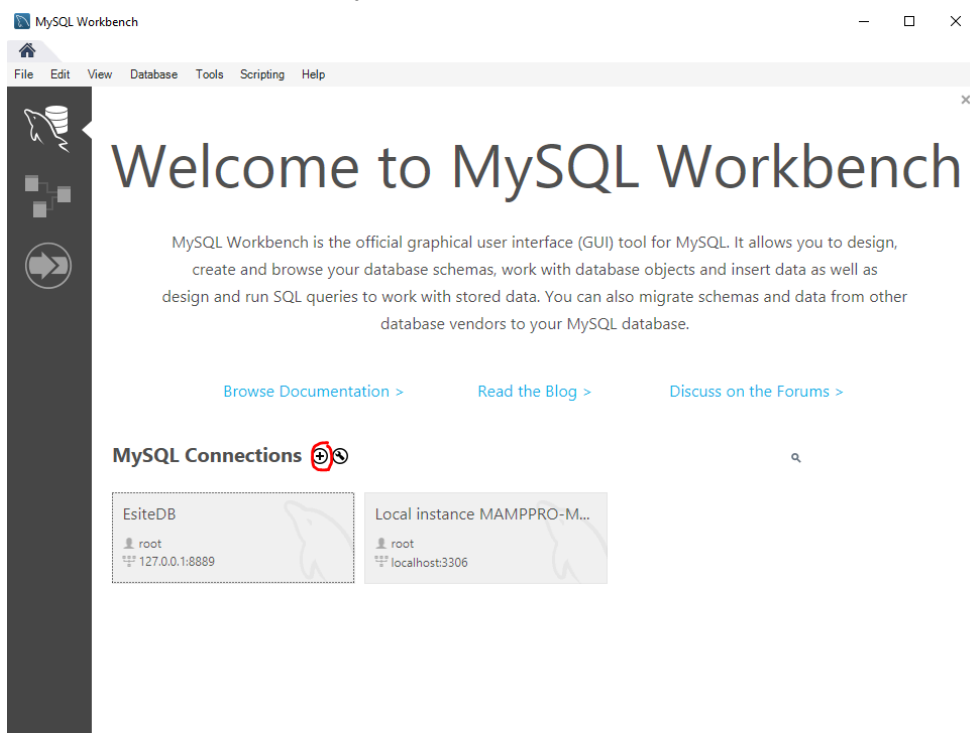 MySQL Workbench
File Edit View Database Tools Scripting Help
Welcome to MySQL Workbench
MySQL Workbench is the official graphical user interface (GUI) tool for MySQL. It allows you to design,
create and browse your database schemas, work with database objects and insert data as well as
design and run SQL queries to work with stored data. You can also migrate schemas and data from other
database vendors to your MySQL database.
Browse Documentation > Read the Blog > Discuss on the Forums >
MySQL Connections
EsiteDB
root
127.0.0.1:8889
Local instance MAMPPRO-M...
root
localhost:3306